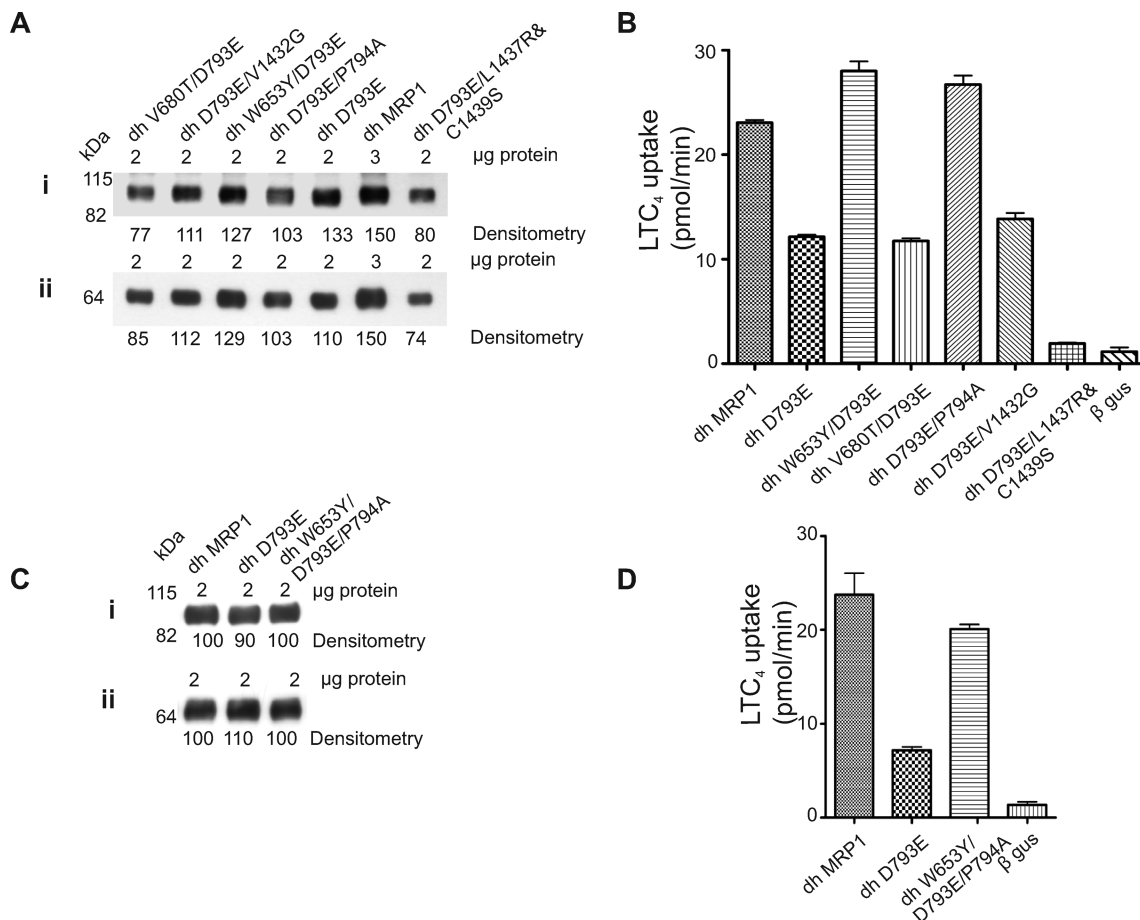 A
kDa
dh V680T/D793E
dh D793E/V1432G
dh W653Y/D793E
dh D793E/P794A
dh D793E
dh MRP1
dh D793E/L1437R&
C1439S
2 2 2 2 2 3 2 µg protein
i
115
82
77 111 127 103 133 150 80 Densitometry
2 2 2 2 2 3 2 µg protein
ii
64
85 112 129 103 110 150 74 Densitometry
B
LTC4 uptake
(pmol/min)
30
20
10
0
dh MRP1
dh D793E
dh W653Y/D793E
dh V680T/D793E
dh D793E/P794A
dh D793E/V1432G
dh D793E/L1437R&
C1439S
β gus
C
kDa
dh MRP1
dh D793E
dh W653Y/
D793E/P794A
2 2 2 µg protein
i
115
82
100 90 100 Densitometry
2 2 2 µg protein
ii
64
100 110 100 Densitometry
D
LTC4 uptake
(pmol/min)
30
20
10
0
dh MRP1
dh D793E
dh W653Y/
D793E/P794A
β gus